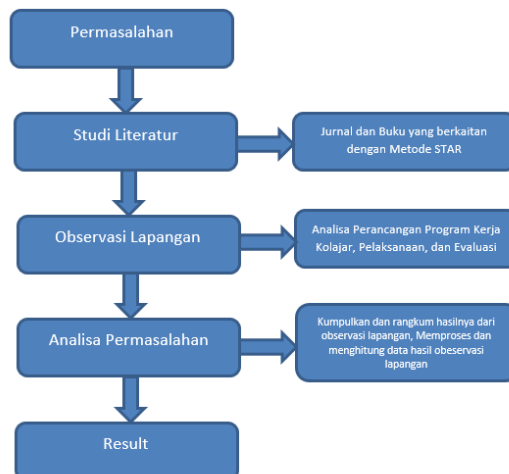 Permasalahan
Studi Literatur
Jurnal dan Buku yang berkaitan
dengan Metode STAR
Observasi Lapangan
Analisa Perancangan Program Kerja
Kolajar, Pelaksanaan, dan Evaluasi
Analisa Permasalahan
Kumpulkan dan rangkum hasilnya dari
observasi lapangan, Memproses dan
menghitung data hasil obeservasi
lapangan
Result